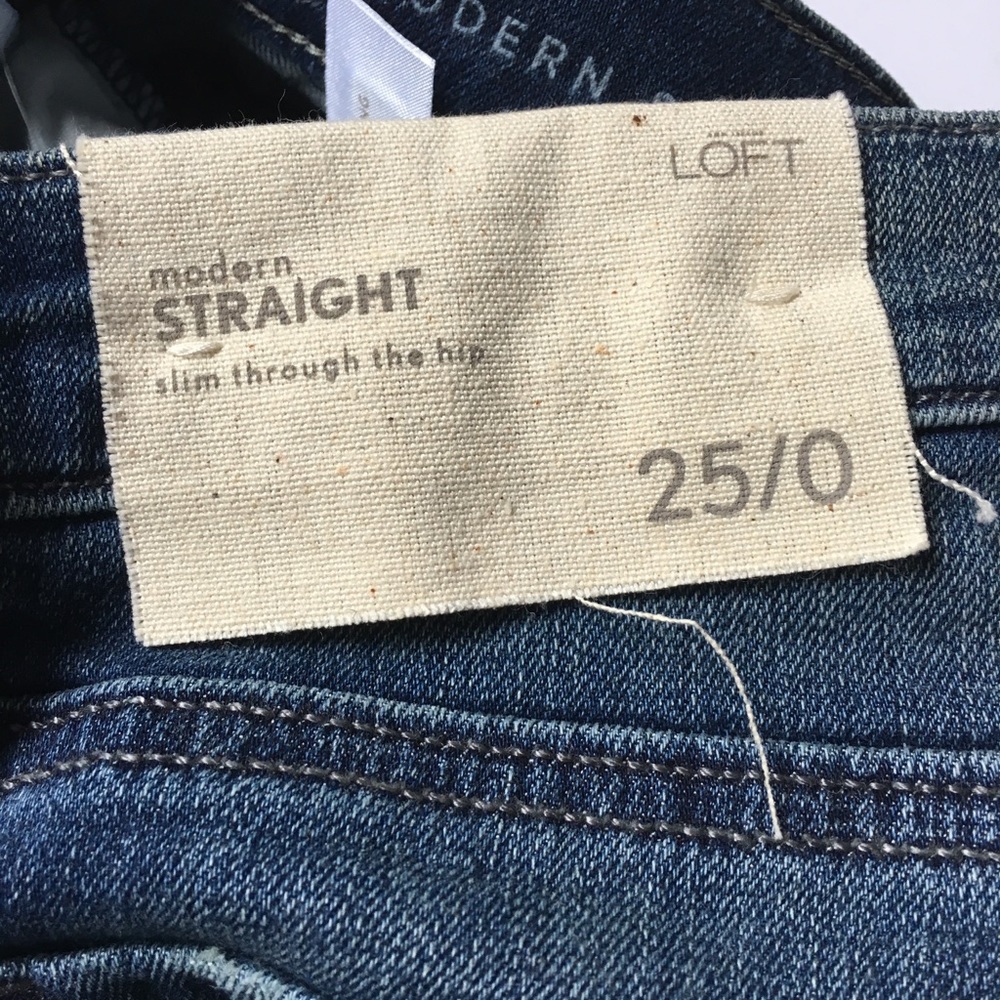 MODERN
LOFT
modern
STRAIGHT
slim through the hip
25/0